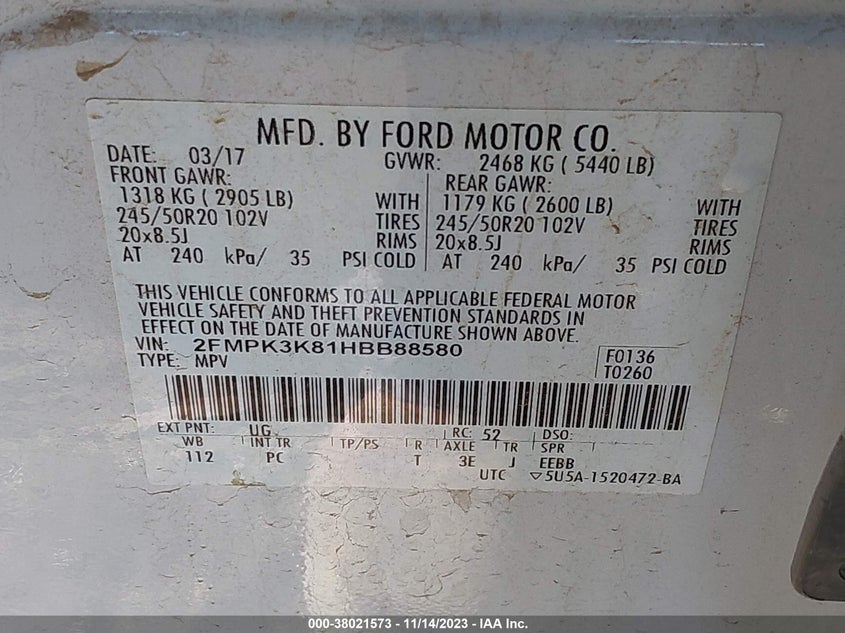 MFD. BY FORD MOTOR CO.
DATE: 03/17 GVWR: 2468 KG ( 5440 LB)
FRONT GAWR: REAR GAWR:
1318 KG ( 2905 LB) WITH 1179 KG ( 2600 LB) WITH
245/50R20 102V TIRES 245/50R20 102V TIRES
20x8.5J RIMS 20x8.5J RIMS
AT 240 kPa/ 35 PSI COLD AT 240 kPa/ 35 PSI COLD
THIS VEHICLE CONFORMS TO ALL APPLICABLE FEDERAL MOTOR
VEHICLE SAFETY AND THEFT PREVENTION STANDARDS IN
EFFECT ON THE DATE OF MANUFACTURE SHOWN ABOVE.
VIN: 2FMPK3K81HBB88580 F0136
TYPE: MPV T0260
EXT PNT: UG RC: 52 DSO:
WB INT TR TP/PS R AXLE TR SPR
112 PC T 3E J EEBB
UTC ▽5U5A-1520472-BA
000-38021573 - 11/14/2023 - IAA Inc.